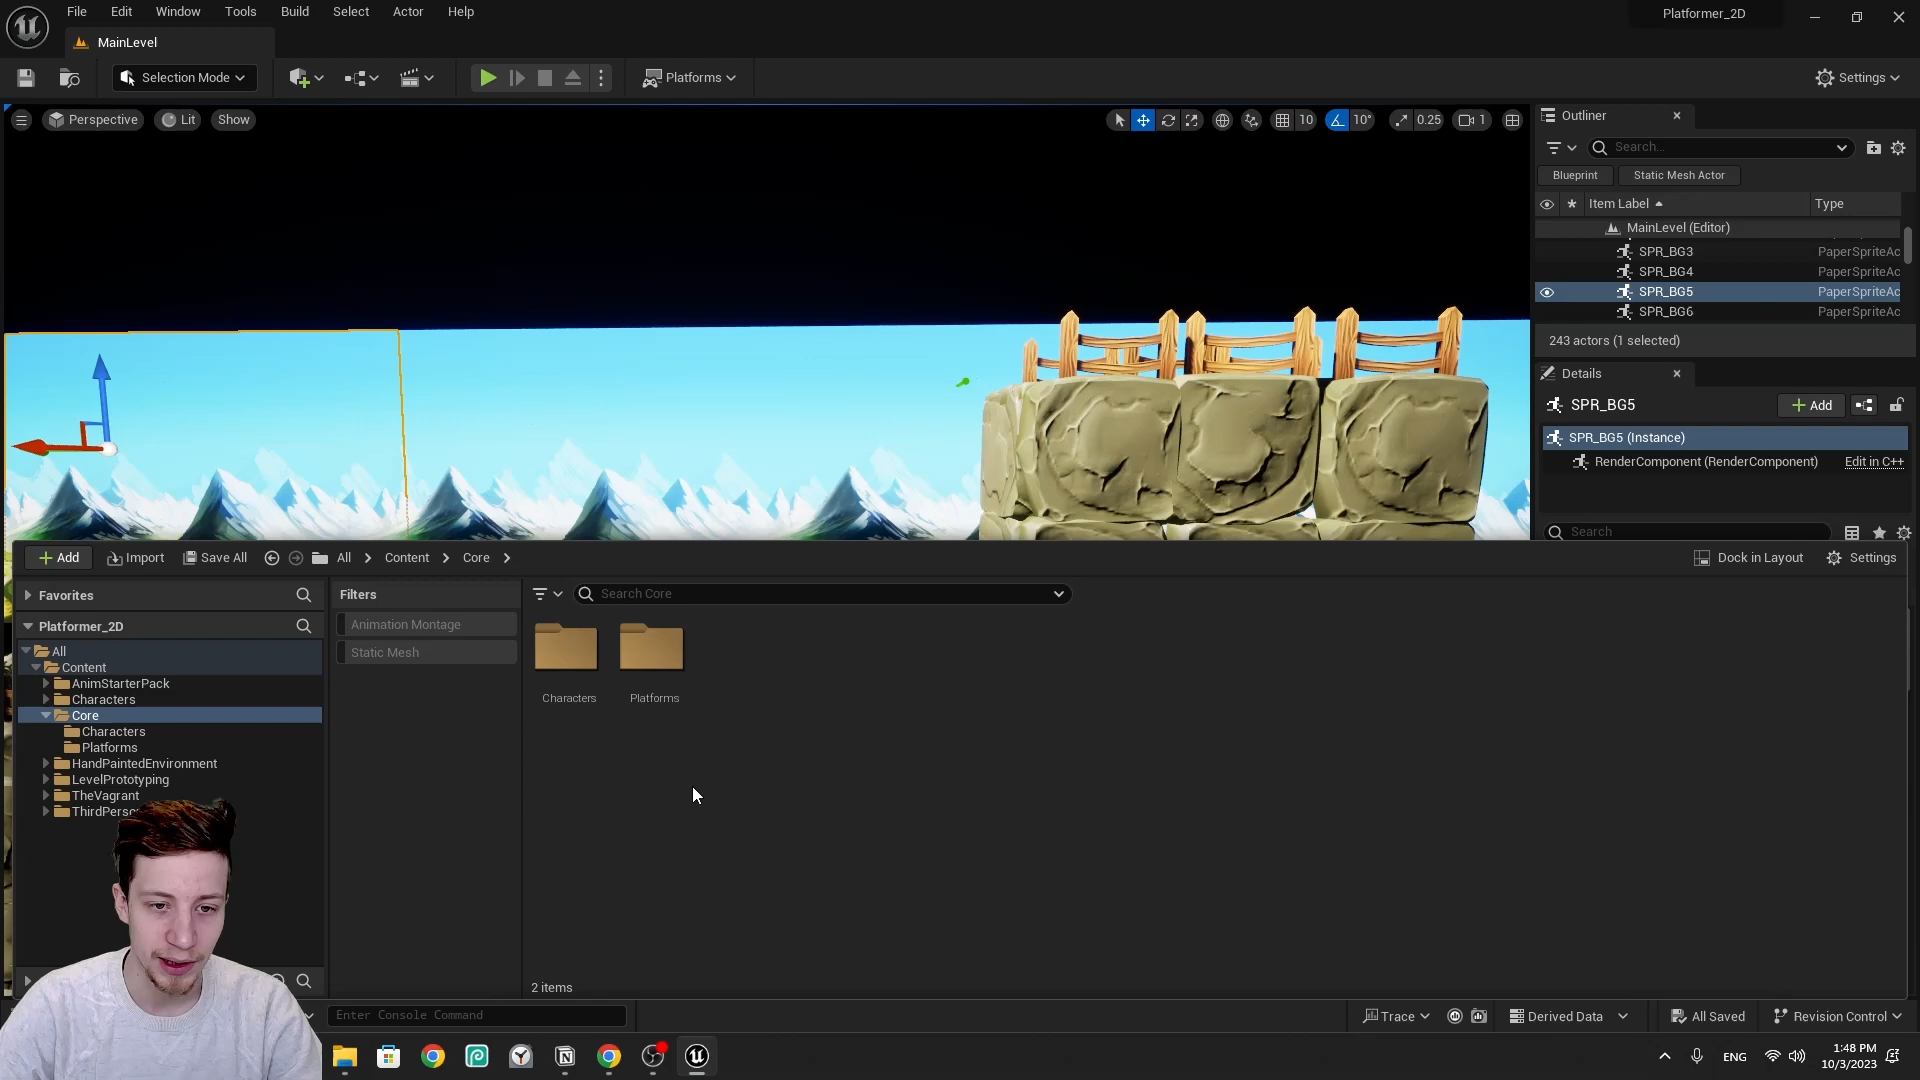 File Edit Window Tools Build Select Actor Help
Platformer_2D
MainLevel
Selection Mode
Platforms
Settings
Perspective
Lit
Show
10
10°
0.25
1
Outliner
Search...
Blueprint
Static Mesh Actor
Item Label
Type
MainLevel (Editor)
SPR_BG3 PaperSpriteAc
SPR_BG4 PaperSpriteAc
SPR_BG5 PaperSpriteAc
SPR_BG6 PaperSpriteAc
243 actors (1 selected)
Details
SPR_BG5
Add
SPR_BG5 (Instance)
RenderComponent (RenderComponent) Edit in C++
Search
Add
Import
Save All
All
Content
Core
Dock in Layout
Settings
Favorites
Platformer_2D
All
Content
AnimStarterPack
Characters
Core
Characters
Platforms
HandPaintedEnvironment
LevelPrototyping
TheVagrant
ThirdPerso
Filters
Animation Montage
Static Mesh
Search Core
Characters
Platforms
2 items
Enter Console Command
Trace
Derived Data
All Saved
Revision Control
ENG
1:48 PM
10/3/2023